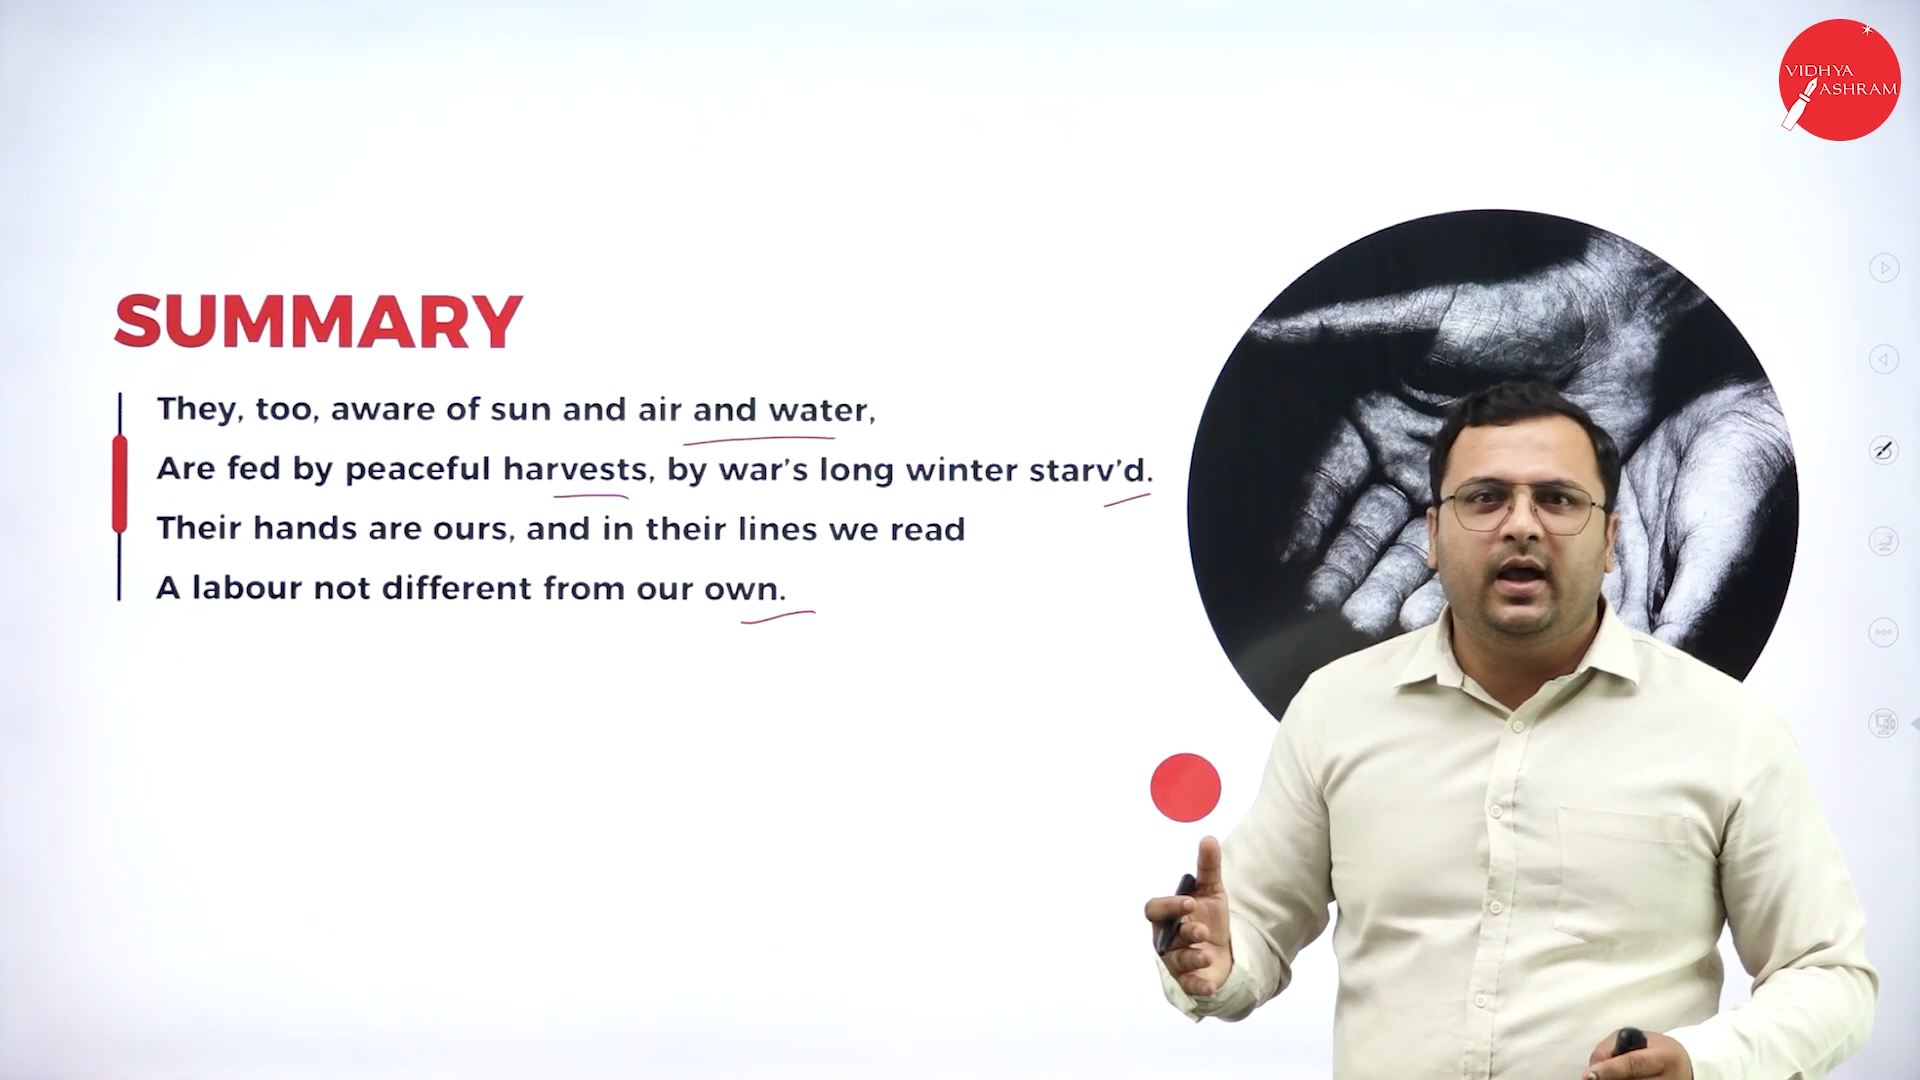 VIDHYA
ASHRAM
SUMMARY
They, too, aware of sun and air and water,
Are fed by peaceful harvests, by war's long winter starv'd.
Their hands are ours, and in their lines we read
A labour not different from our own.